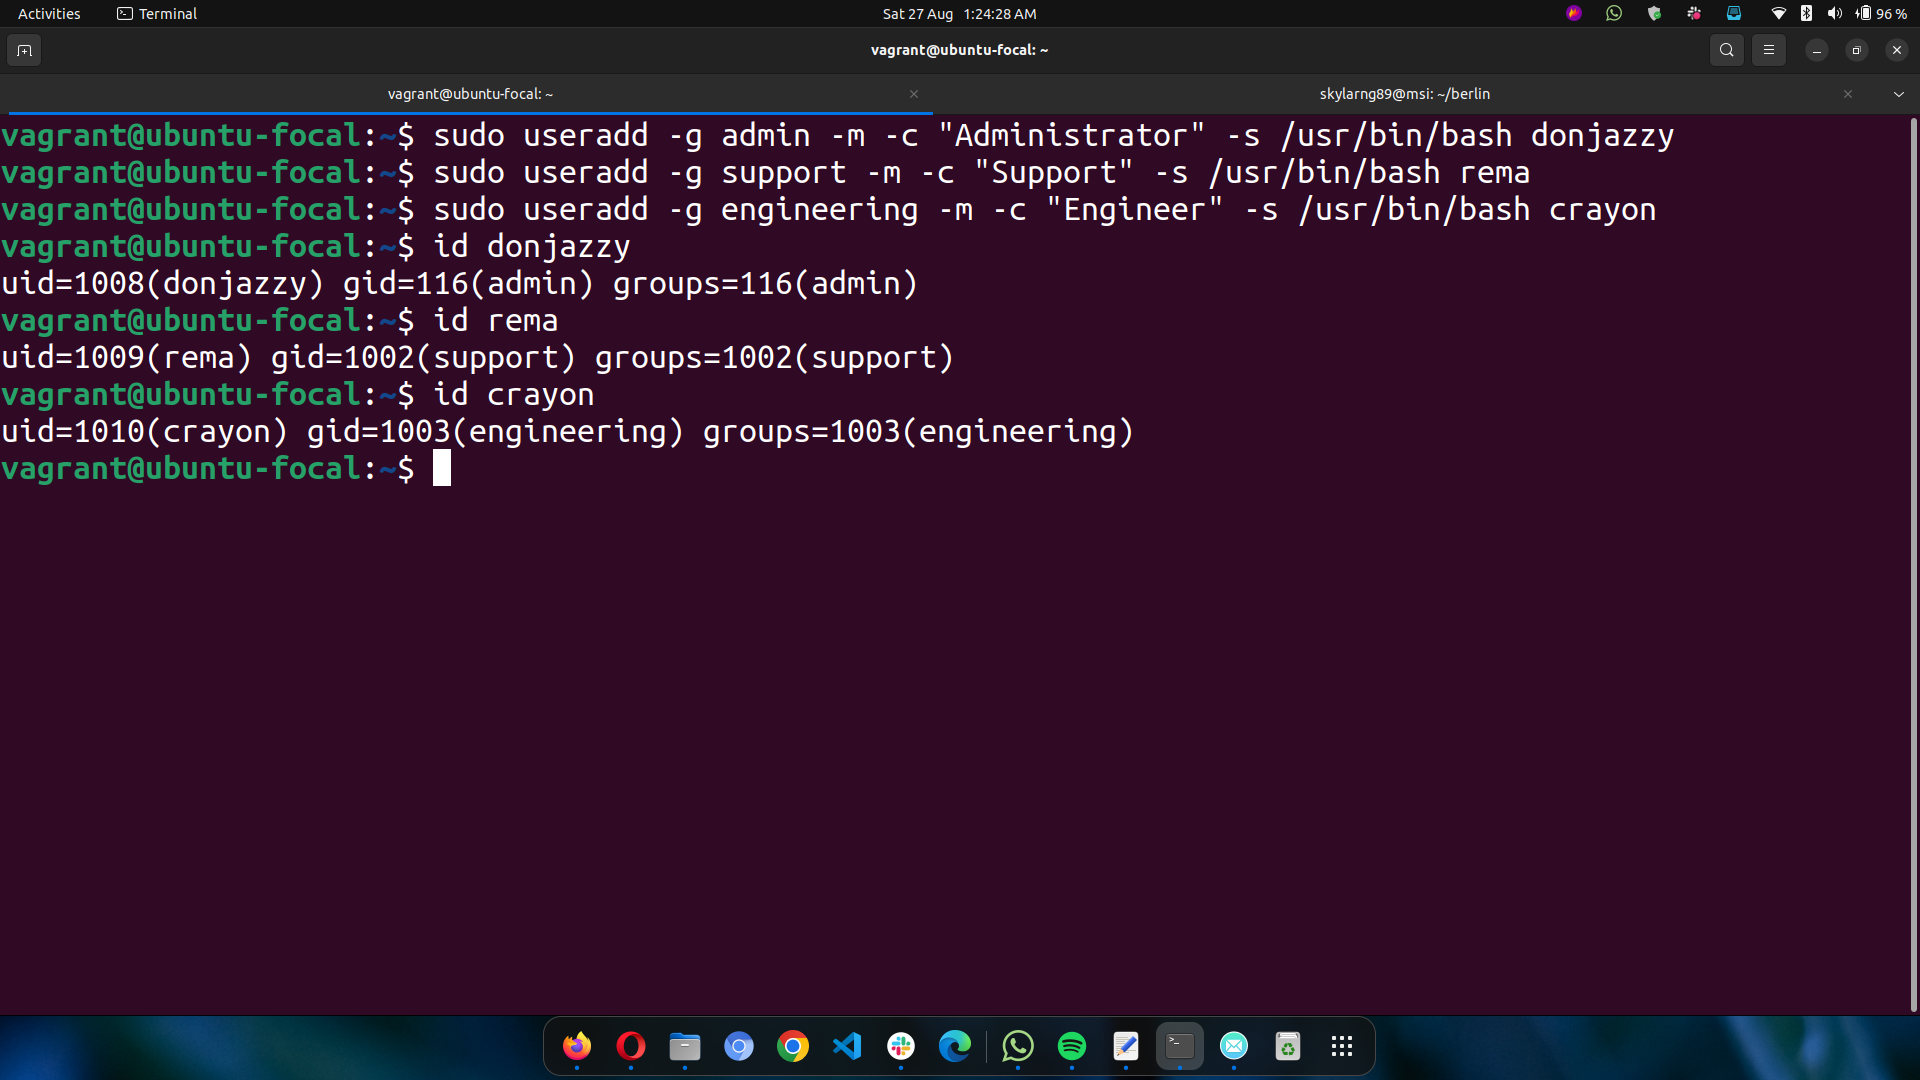 Activities Terminal Sat 27 Aug 1:24:28 AM 96 %
vagrant@ubuntu-focal: ~
vagrant@ubuntu-focal: ~ skylarng89@msi: ~/berlin
vagrant@ubuntu-focal:~$ sudo useradd -g admin -m -c "Administrator" -s /usr/bin/bash donjazzy
vagrant@ubuntu-focal:~$ sudo useradd -g support -m -c "Support" -s /usr/bin/bash rema
vagrant@ubuntu-focal:~$ sudo useradd -g engineering -m -c "Engineer" -s /usr/bin/bash crayon
vagrant@ubuntu-focal:~$ id donjazzy
uid=1008(donjazzy) gid=116(admin) groups=116(admin)
vagrant@ubuntu-focal:~$ id rema
uid=1009(rema) gid=1002(support) groups=1002(support)
vagrant@ubuntu-focal:~$ id crayon
uid=1010(crayon) gid=1003(engineering) groups=1003(engineering)
vagrant@ubuntu-focal:~$